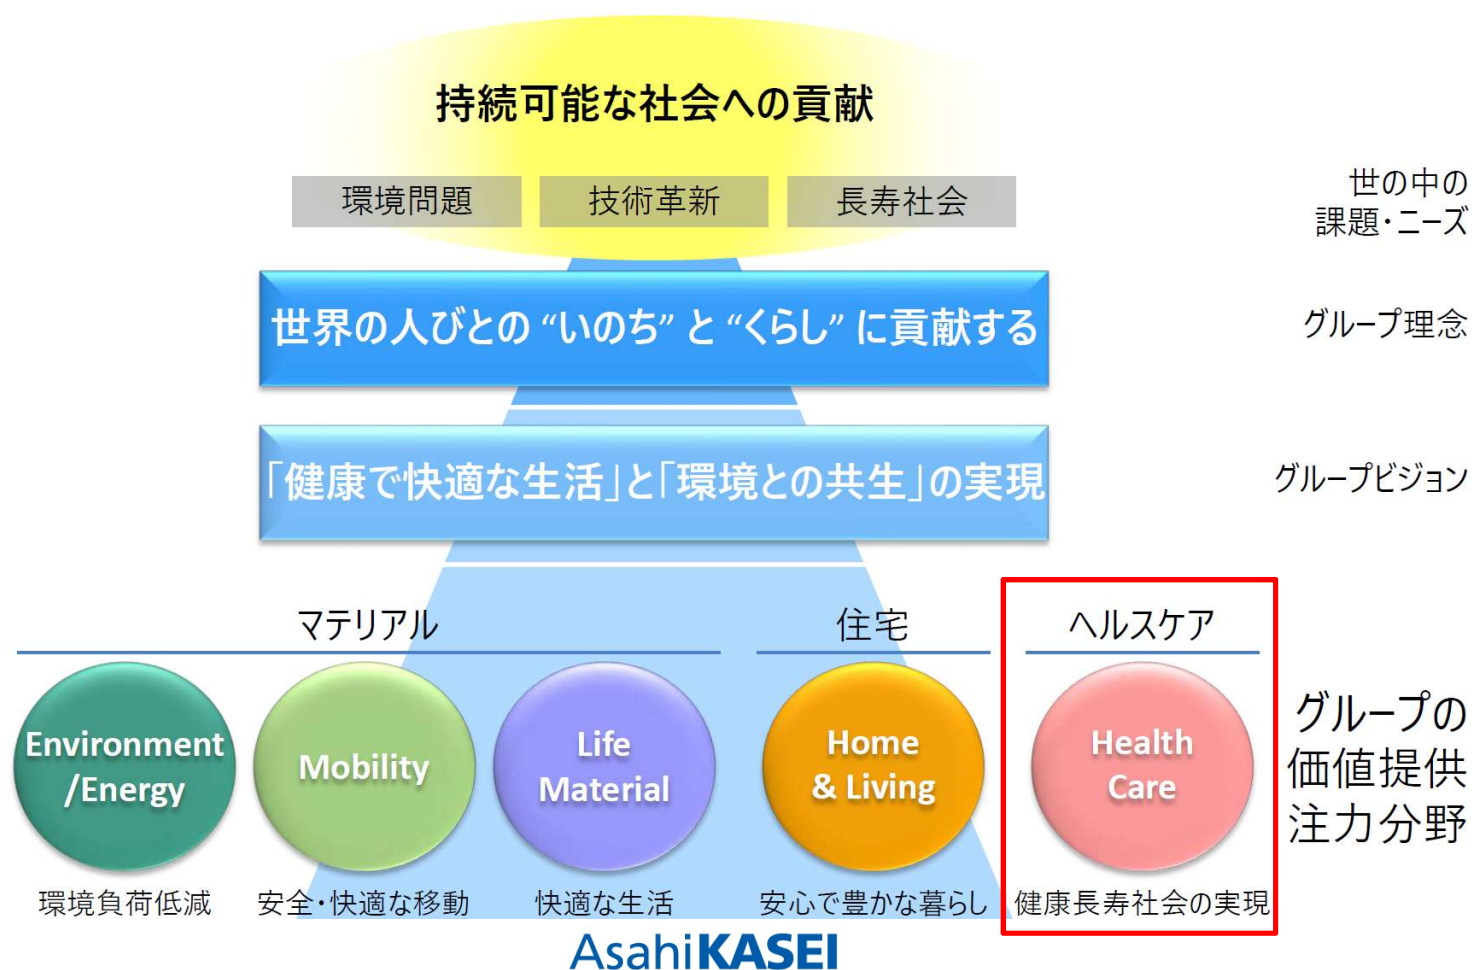 持続可能な社会への貢献
環境問題 技術革新 長寿社会
世の中の
課題・ニーズ
世界の人びとの “いのち” と “くらし” に貢献する
グループ理念
「健康で快適な生活」と「環境との共生」の実現
グループビジョン
マテリアル
住宅
ヘルスケア
Environment
/Energy
Mobility
Life
Material
Home
& Living
Health
Care
グループの
価値提供
注力分野
環境負荷低減
安全・快適な移動
快適な生活
安心で豊かな暮らし
健康長寿社会の実現
AsahiKASEI